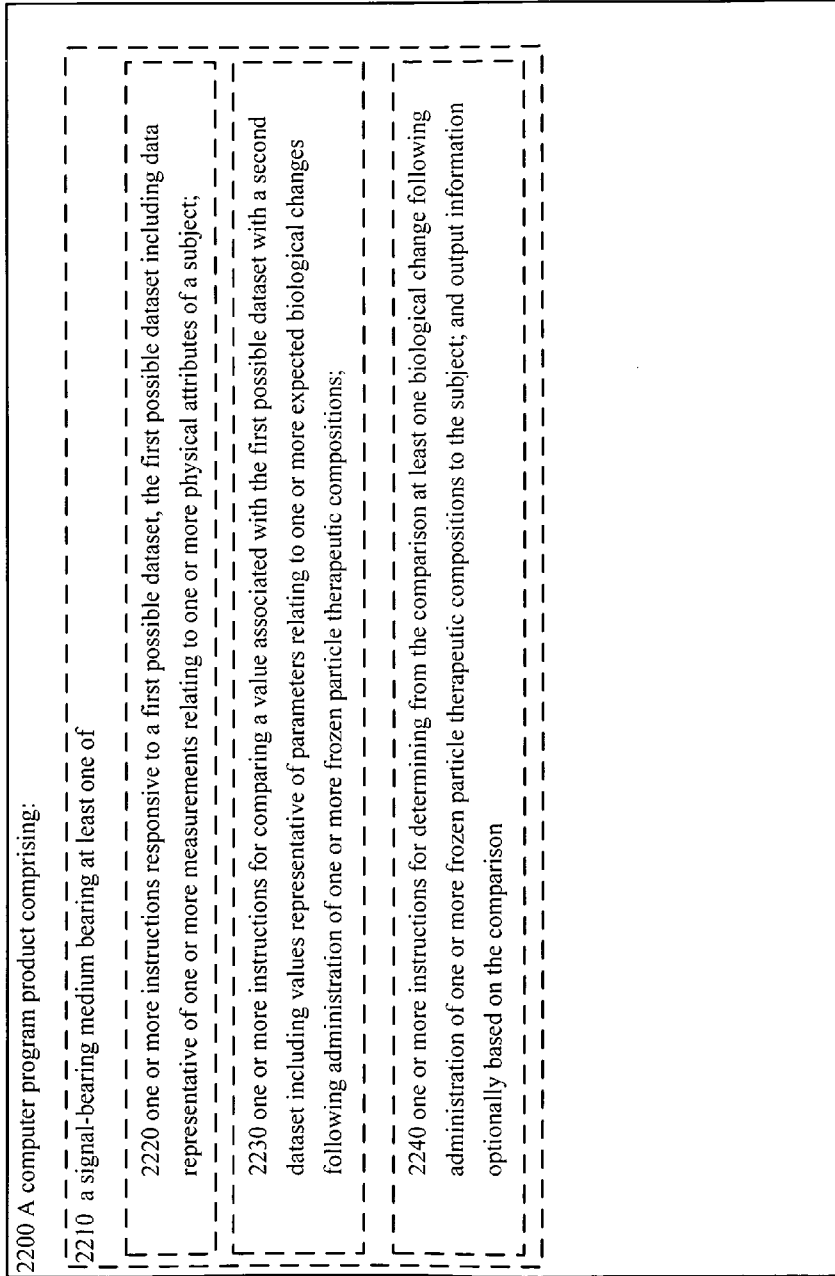 2200 A computer program product comprising:
2210 a signal-bearing medium bearing at least one of
2220 one or more instructions responsive to a first possible dataset, the first possible dataset including data
representative of one or more measurements relating to one or more physical attributes of a subject;
2230 one or more instructions for comparing a value associated with the first possible dataset with a second
dataset including values representative of parameters relating to one or more expected biological changes
following administration of one or more frozen particle therapeutic compositions;
2240 one or more instructions for determining from the comparison at least one biological change following
administration of one or more frozen particle therapeutic compositions to the subject; and output information
optionally based on the comparison